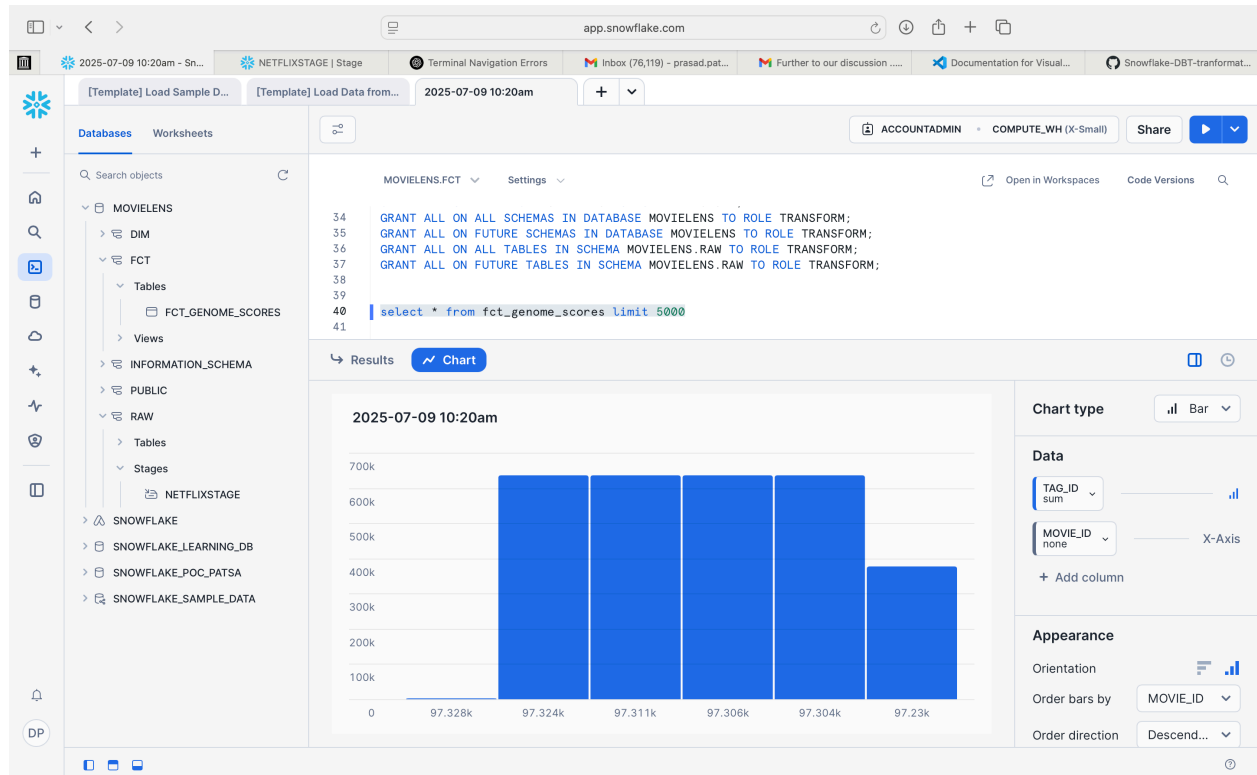 app.snowflake.com
2025-07-09 10:20am - Sn...
NETFLIXSTAGE | Stage
Terminal Navigation Errors
Inbox (76,119) - prasad.pat...
Further to our discussion .....
Documentation for Visual...
Snowflake-DBT-tranformat...
[Template] Load Sample D...
[Template] Load Data from...
2025-07-09 10:20am
Databases
Worksheets
ACCOUNTADMIN
COMPUTE_WH (X-Small)
Share
Search objects
MOVIELENS
DIM
FCT
Tables
FCT_GENOME_SCORES
Views
INFORMATION_SCHEMA
PUBLIC
RAW
Tables
Stages
NETFLIXSTAGE
SNOWFLAKE
SNOWFLAKE_LEARNING_DB
SNOWFLAKE_POC_PATSA
SNOWFLAKE_SAMPLE_DATA
DP
MOVIELENS.FCT
Settings
Open in Workspaces
Code Versions
34 GRANT ALL ON ALL SCHEMAS IN DATABASE MOVIELENS TO ROLE TRANSFORM;
35 GRANT ALL ON FUTURE SCHEMAS IN DATABASE MOVIELENS TO ROLE TRANSFORM;
36 GRANT ALL ON ALL TABLES IN SCHEMA MOVIELENS.RAW TO ROLE TRANSFORM;
37 GRANT ALL ON FUTURE TABLES IN SCHEMA MOVIELENS.RAW TO ROLE TRANSFORM;
38
39
40 select * from fct_genome_scores limit 5000
41
Results
Chart
2025-07-09 10:20am
700k
600k
500k
400k
300k
200k
100k
0 97.328k 97.324k 97.311k 97.306k 97.304k 97.23k
Chart type
Bar
Data
TAG_ID
sum
MOVIE_ID
none
X-Axis
+ Add column
Appearance
Orientation
Order bars by
MOVIE_ID
Order direction
Descend...